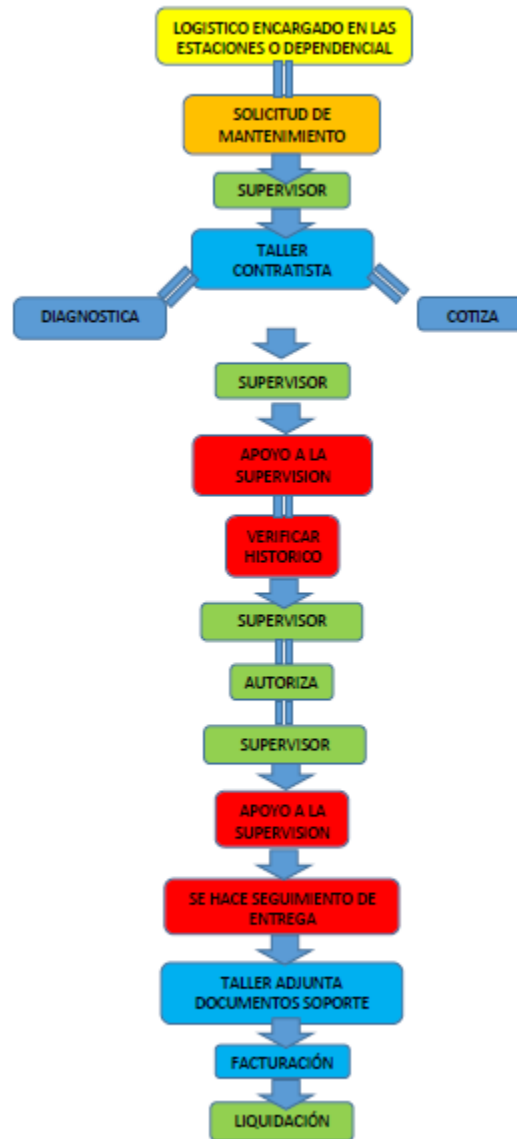 LOGISTICO ENCARGADO EN LAS
ESTACIONES O DEPENDENCIAL
SOLICITUD DE
MANTENIMIENTO
SUPERVISOR
TALLER
CONTRATISTA
DIAGNOSTICA
COTIZA
SUPERVISOR
APOYO A LA
SUPERVISION
VERIFICAR
HISTORICO
SUPERVISOR
AUTORIZA
SUPERVISOR
APOYO A LA
SUPERVISION
SE HACE SEGUIMIENTO DE
ENTREGA
TALLER ADJUNTA
DOCUMENTOS SOPORTE
FACTURACIÓN
LIQUIDACIÓN